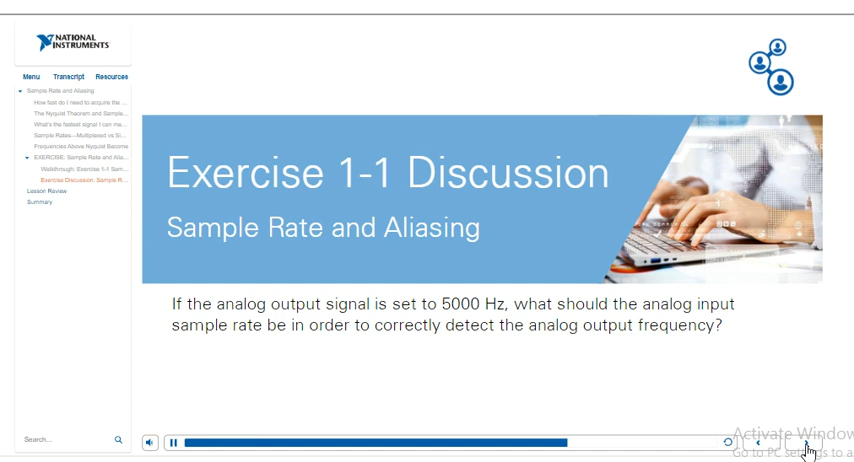 NATIONAL
INSTRUMENTS
Menu Transcript Resources
Sample Rate and Aliasing
How fast do I need to acquire the ...
The Nyquist Theorem and Sample...
What's the fastest signal I can me...
Sample Rates—Multiplexed vs Si...
Frequencies Above Nyquist Become
EXERCISE: Sample Rate and Alia...
Walkthrough: Exercise 1-1 Sam...
Exercise Discussion: Sample R...
Lesson Review
Summary
Exercise 1-1 Discussion
Sample Rate and Aliasing
If the analog output signal is set to 5000 Hz, what should the analog input
sample rate be in order to correctly detect the analog output frequency?
Search...
Activate Window
Go to PC settings to a